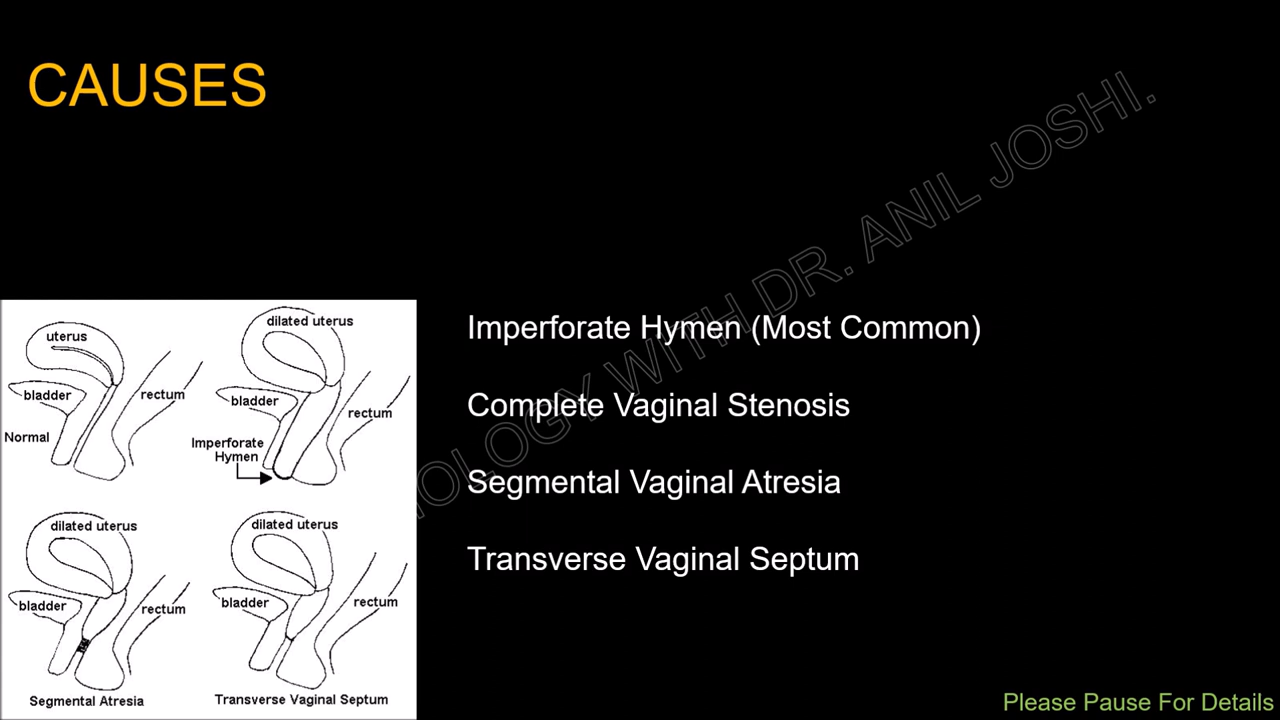 CAUSES
OLOGY WITH DR. ANIL JOSHI.
Imperforate Hymen (Most Common)
Complete Vaginal Stenosis
Segmental Vaginal Atresia
Transverse Vaginal Septum
uterus
bladder
rectum
Normal
dilated uterus
bladder
rectum
Imperforate
Hymen
dilated uterus
bladder
rectum
Segmental Atresia
dilated uterus
bladder
rectum
Transverse Vaginal Septum
Please Pause For Details